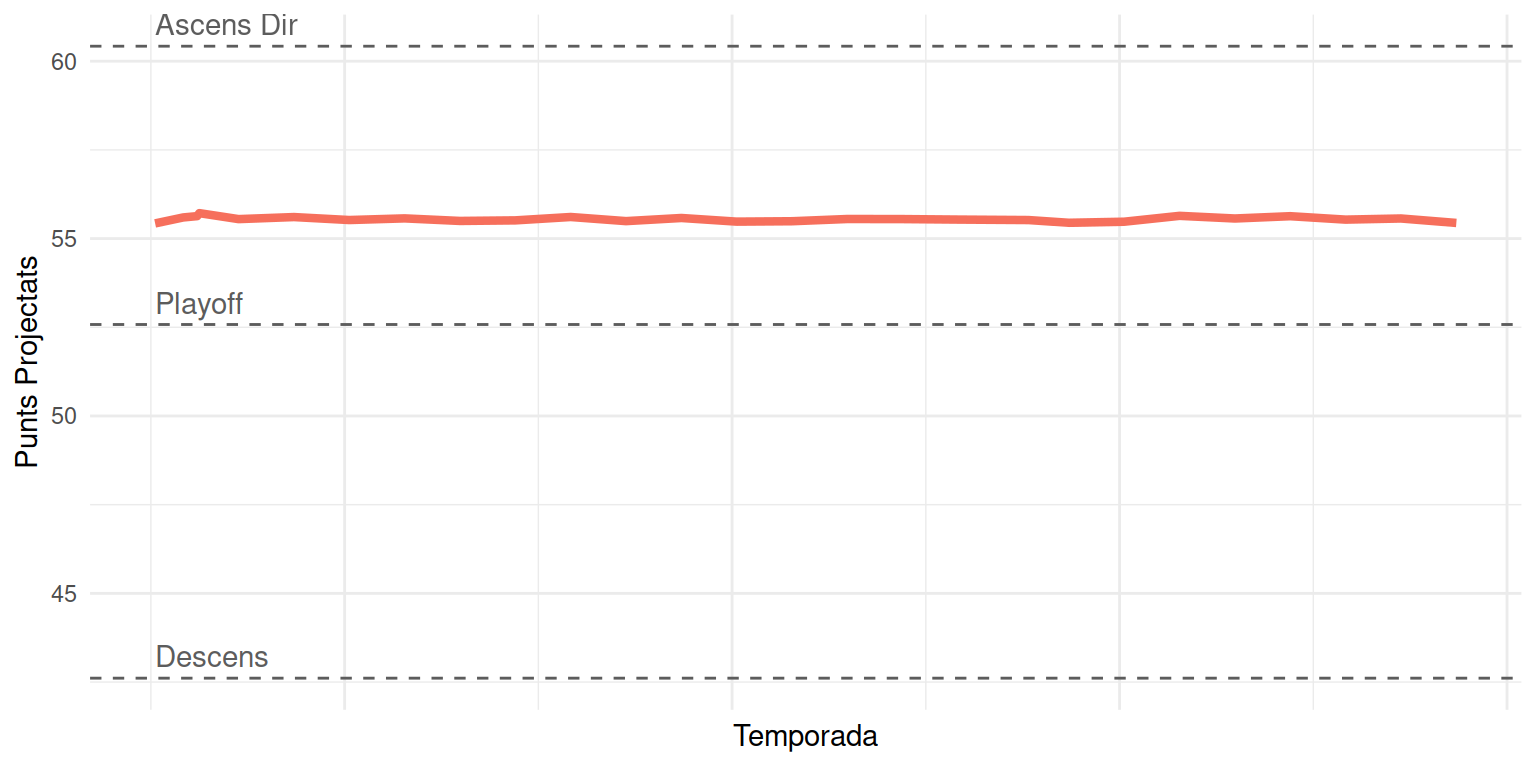 Ascens Dir
60
55
Playoff
50
45
Descens
Punts Projectats
Temporada